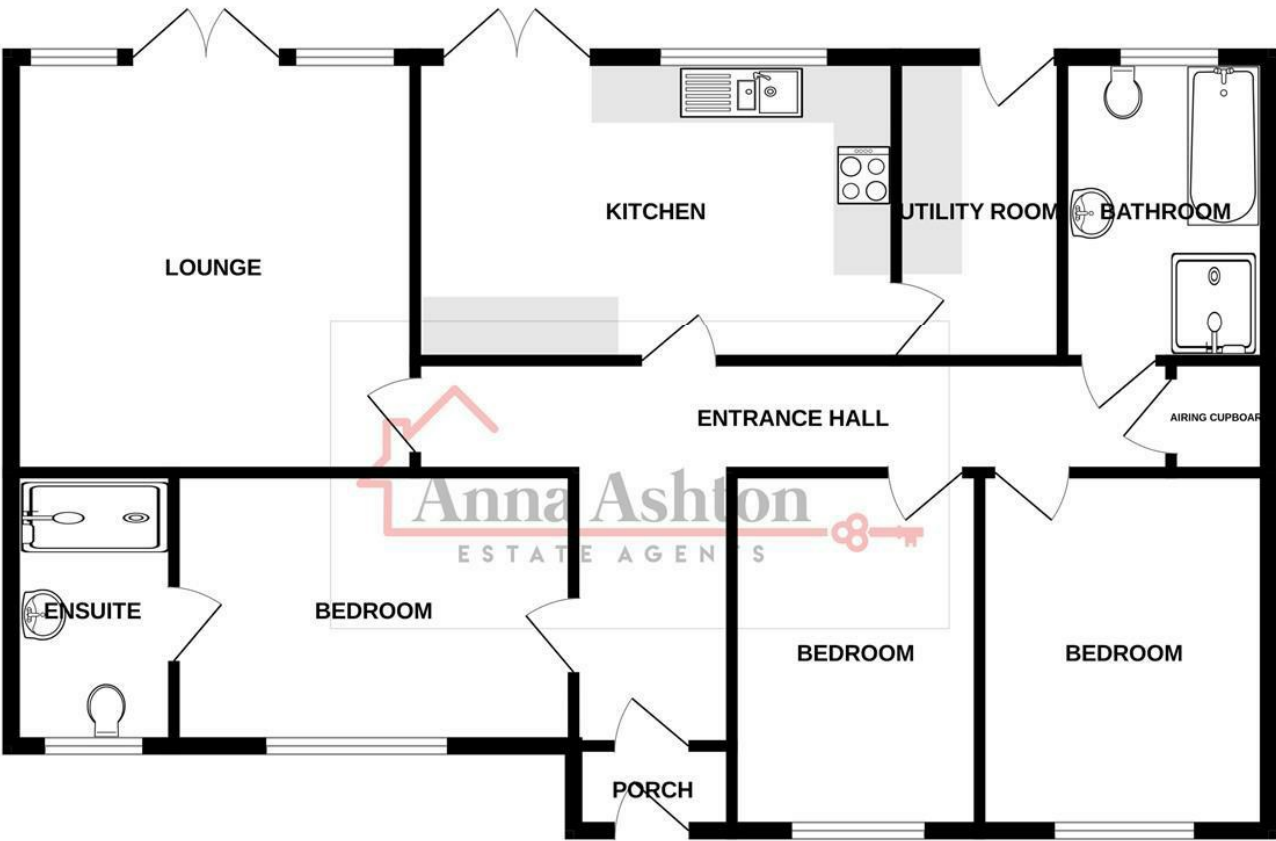 KITCHEN
UTILITY ROOM
BATHROOM
LOUNGE
ENTRANCE HALL
AIRING CUPBOAR
Anna Ashton
ESTATE AGENTS
ENSUITE
BEDROOM
BEDROOM
BEDROOM
PORCH